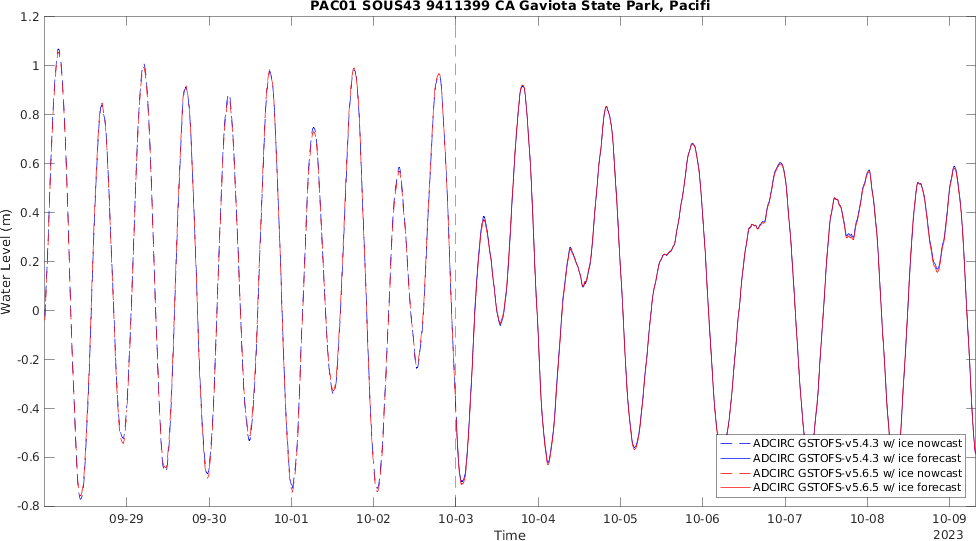 PAC01 SOUS43 9411399 CA Gaviota State Park, Pacifi
1.2
1
0.8
0.6
0.4
0.2
0
-0.2
-0.4
-0.6
-0.8
Water Level (m)
ADCIRC GSTOFS-v5.4.3 w/ ice nowcast
ADCIRC GSTOFS-v5.4.3 w/ ice forecast
ADCIRC GSTOFS-v5.6.5 w/ ice nowcast
ADCIRC GSTOFS-v5.6.5 w/ ice forecast
09-29 09-30 10-01 10-02 10-03 10-04 10-05 10-06 10-07 10-08 10-09
2023
Time